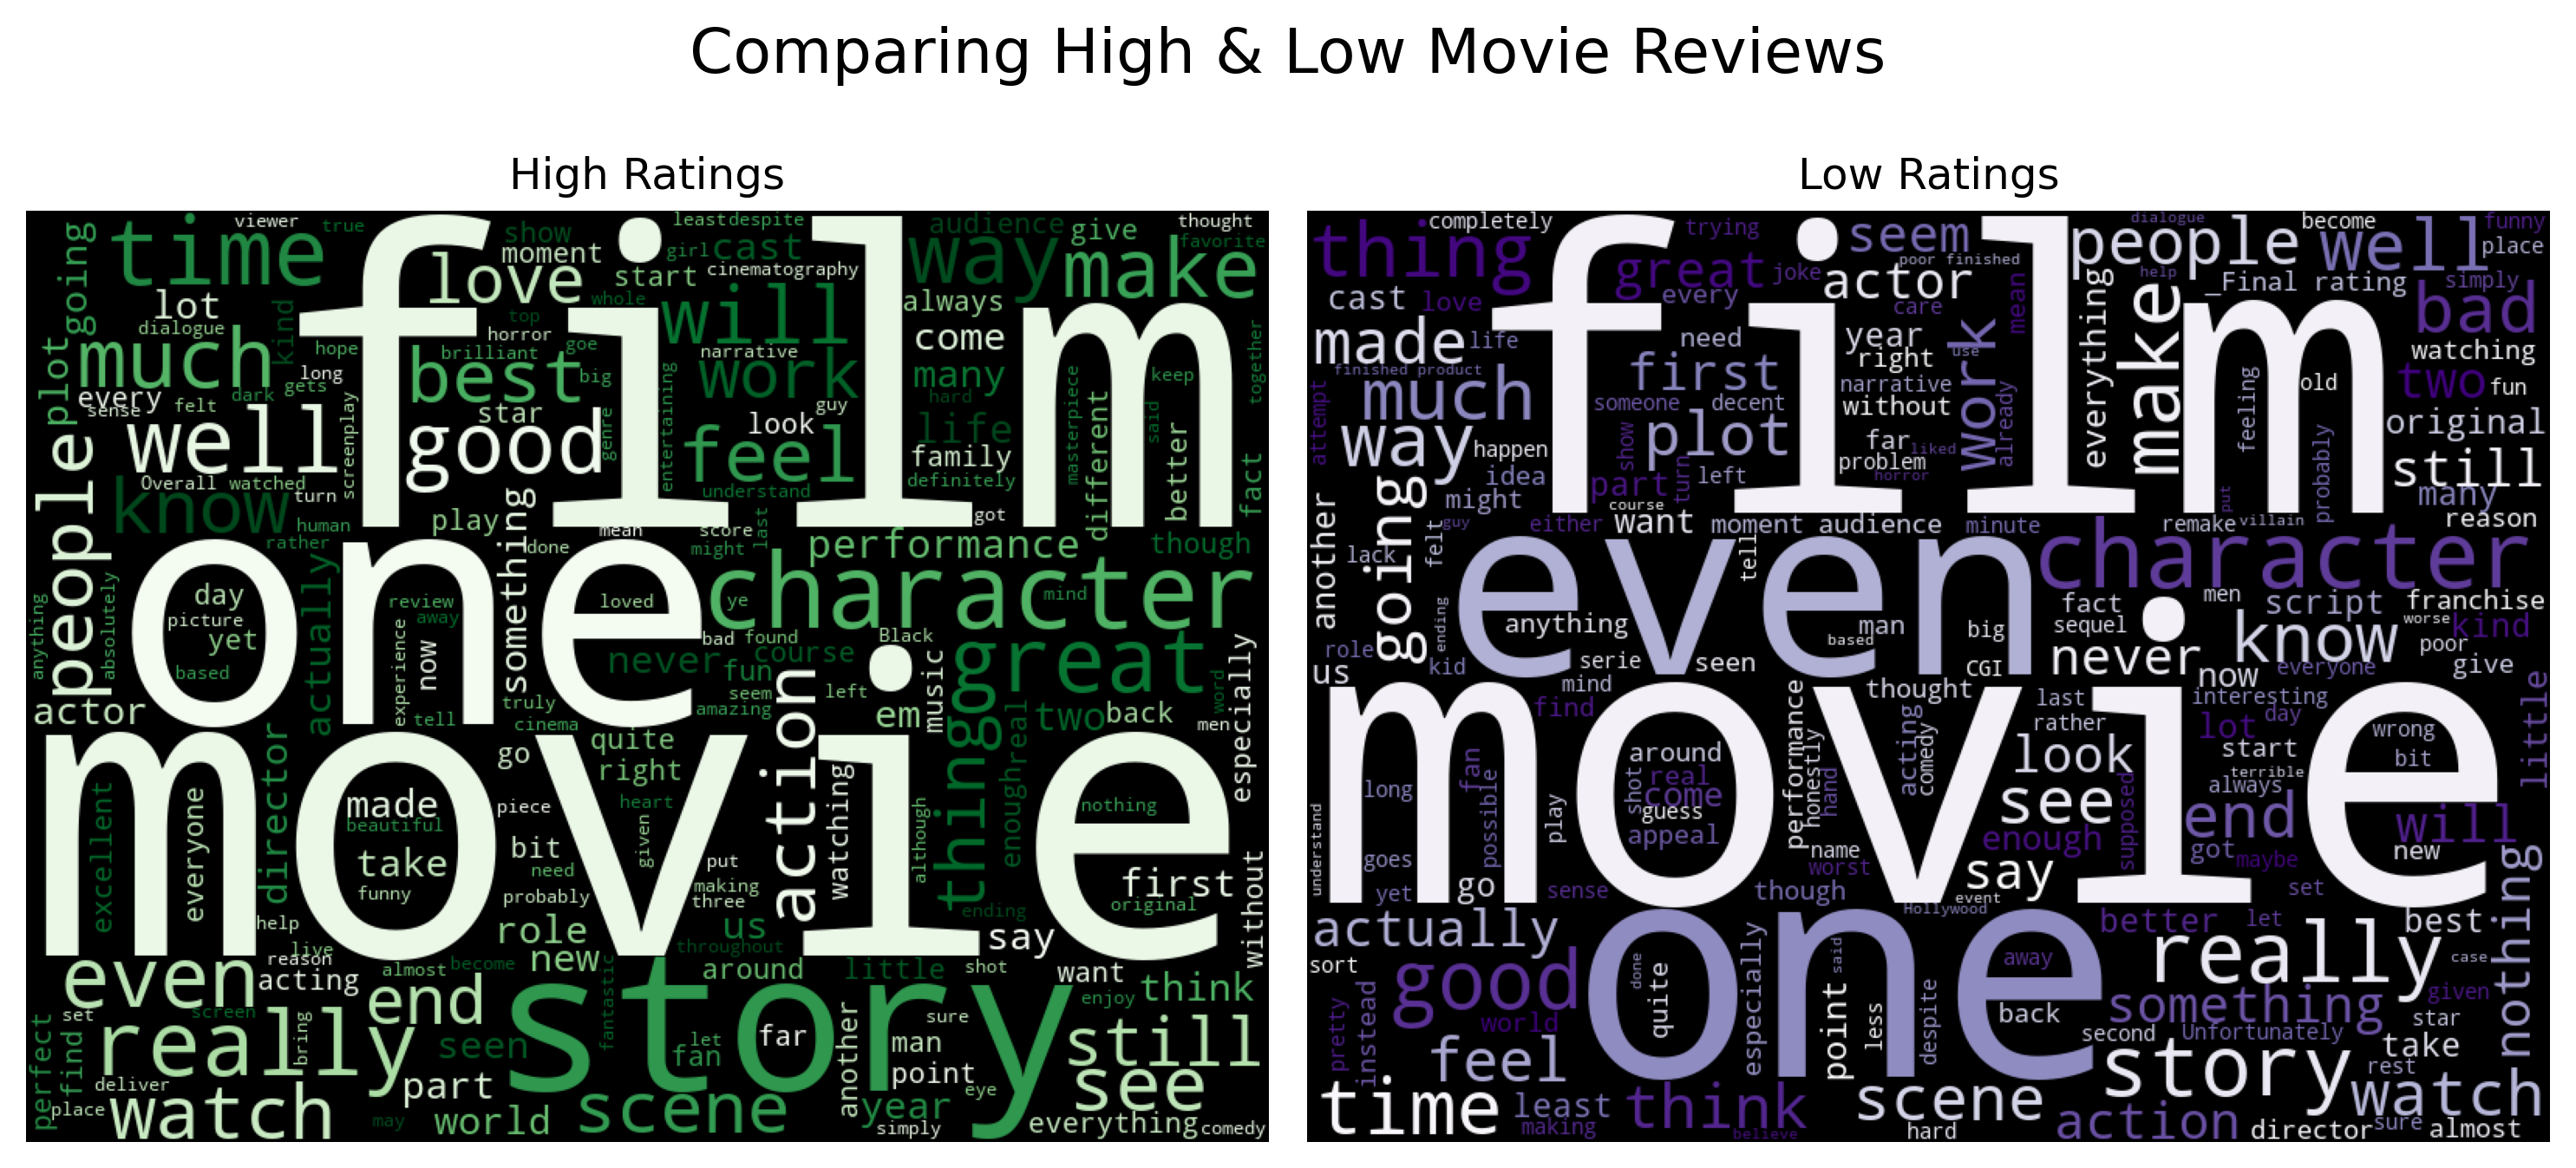 Comparing High & Low Movie Reviews
High Ratings
viewer
true
time
going
lot
dialogue
kind
much
plot
hope
long
gets
dark
every
sense
felt
well
screenplay
Overall
watched
turn
know
human
rather
people
film
show
moment
love
least
despite
girl
cast
start
cinematography
whole
top
horror
will
brilliant
goe
best
big
narrative
work
star
guy
look
good
genre
entertaining
feel
understand
play
something
done
mean
score
might
last
got
audience
give
thought
favorite
way
make
always
come
many
hard
life
family
definitely
masterpiece
different
keep
said
better
together
fact
performance
though
one
character
day
picture
yet
based
anything
absolutely
actually
review
away
experience
now
loved
tell
truly
cinema
bad
found
never
fun
course
seem
amazing
ye
mind
Black
great
music
left
em
two
back
real
word
men
especially
actor
movie
director
go
quite
right
made
beautiful
take
funny
excellent
everyone
help
live
piece
bit
need
probably
heart
given
put
making
three
action
watching
although
thing
enough
nothing
first
original
ending
without
role
new
us
throughout
say
even
reason
acting
almost
become
end
around
little
shot
want
enjoy
think
screen
set
really
bring
perfect
find
deliver
place
watch
seen
part
world
may
fantastic
story
scene
let
fan
far
another
sure
man
point
year
eye
simply
still
see
everything
comedy
Low Ratings
completely
thing
cast
love
made
life
finished product
much
attempt
way
happen
idea
might
going
another
felt
guy
lack
film
trying
great
joke
every
seem
poor finished
actor
care
mean
need
year
right
use
first
narrative
someone
decent
without
work
already
show
plot
far
liked
problem
part
turn
left
horror
course
either
want
moment
audience
minute
dialogue
become
funny
people
well
place
help
_Final rating
simply
everything
make
bad
watching
old
two
fun
feeling
probably
original
still
many
put
reason
remake
villain
even
tell
character
anything
based
man
big
men
fact
script
franchise
sequel
worse
kind
never
know
poor
role
kid
ending
serie
seen
CGI
everyone
give
us
mind
now
movie
find
thought
last
interesting
rather
lot
day
little
performance
honestly
acting
comedy
look
start
wrong
bit
terrible
always
around
real
shot
come
guess
appeal
fan
possible
long
goes
yet
understand
play
hand
see
enough
supposed
end
will
name
worst
got
maybe
new
go
sense
though
say
event
Hollywood
set
nothing
one
actually
sort
good
better
let
best
really
case
instead
pretty
world
done
quite
especially
point
said
less
despite
away
back
something
given
second
Unfortunately
star
take
feel
story
rest
time
least
making
think
believe
scene
hard
action
director
sure
watch
almost